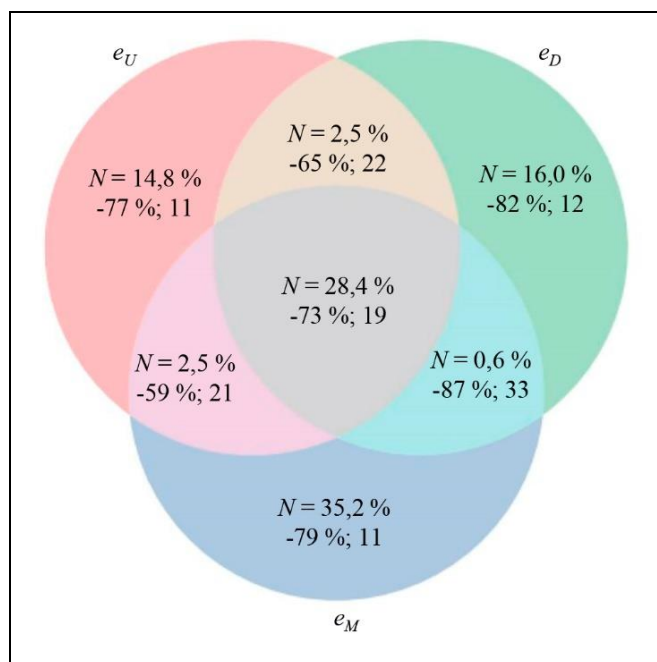 e_U
e_D
N = 2,5 %
-65 %; 22
N = 14,8 %
-77 %; 11
N = 16,0 %
-82 %; 12
N = 28,4 %
-73 %; 19
N = 2,5 %
-59 %; 21
N = 0,6 %
-87 %; 33
N = 35,2 %
-79 %; 11
e_M